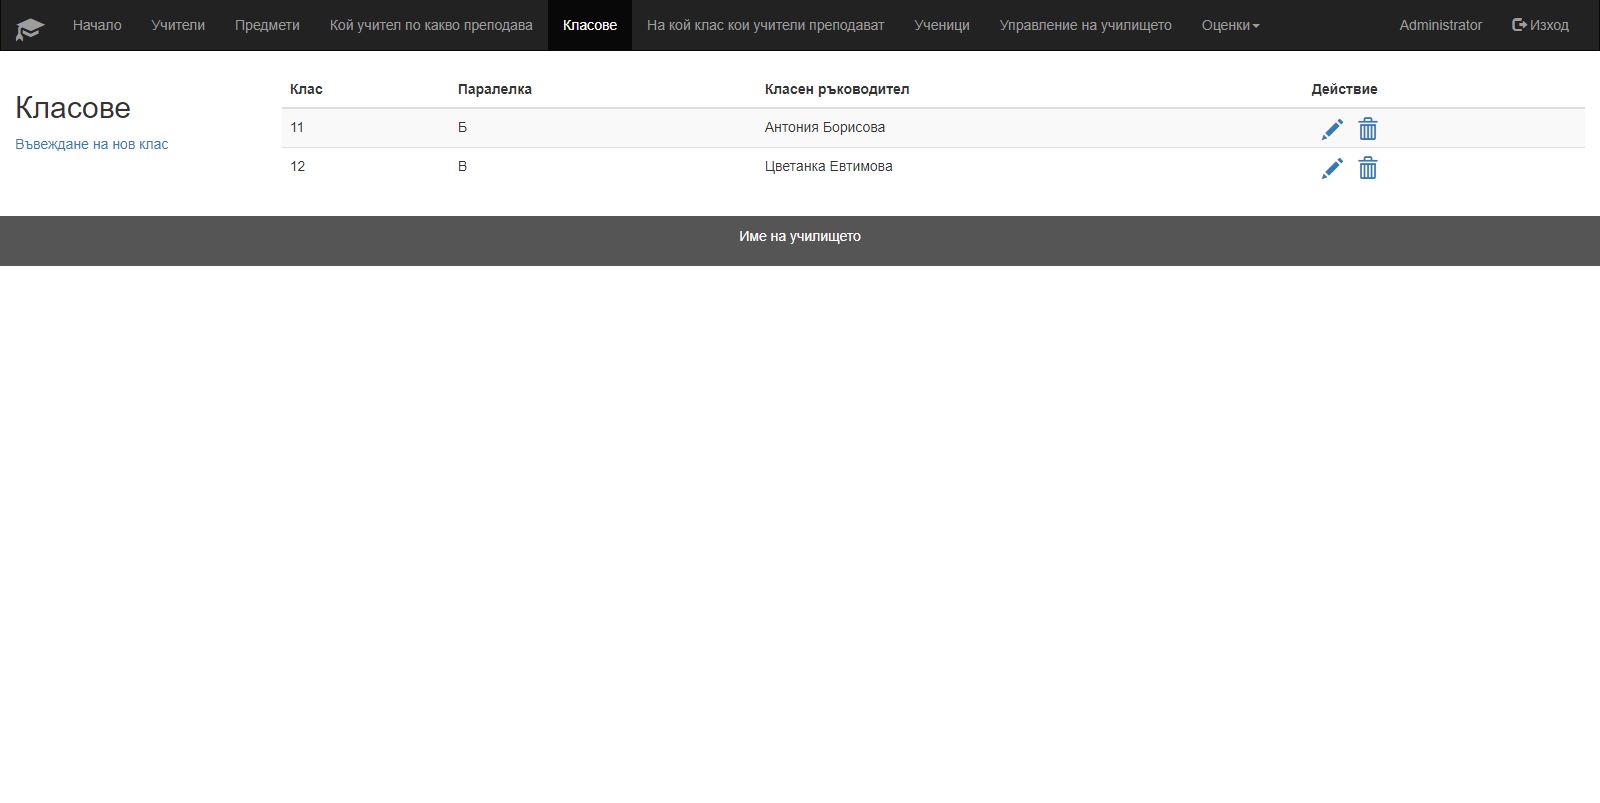 Начало Учители Предмети Кой учител по какво преподава Класове На кой клас кои учители преподават Ученици Управление на училището Оценки Administrator Изход
Класове
Въвеждане на нов клас
Клас Паралелка Класен ръководител Действие
11 Б Антония Борисова
12 В Цветанка Евтимова
Име на училището